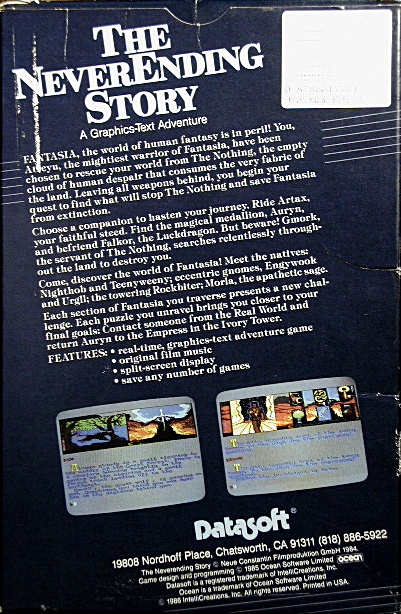 THE
NEVERENDING
STORY
A Graphics-Text Adventure
FANTASIA, the world of human fantasy is in peril! You,
Atreyu, the mightiest warrior of Fantasia, have been
chosen to rescue your world from The Nothing, the empty
cloud of human despair that consumes the very fabric of
the land. Leaving all weapons behind, you begin your
quest to find what will stop The Nothing and save Fantasia
from extinction.
Choose a companion to hasten your journey. Ride Artax,
your faithful steed. Find the magical medallion, Auryn,
and befriend Falkor, the Luckdragon. But beware! Gmork,
the servant of The Nothing, searches relentlessly through-
out the land to destroy you.
Come, discover the world of Fantasia! Meet the natives:
Nighthob and Teenyweeny; eccentric gnomes, Engywook
and Urgl; the towering Rockbiter; Morla, the apathetic sage.
Each section of Fantasia you traverse presents a new chal-
lenge. Each puzzle you unravel brings you closer to your
final goals: Contact someone from the Real World and
return Auryn to the Empress in the Ivory Tower.
FEATURES: • real-time, graphics-text adventure game
• original film music
• split-screen display
• save any number of games
Datasoft®
19808 Nordhoff Place, Chatsworth, CA 91311 (818) 886-5922
The Neverending Story © Neue Constantin Filmproduktion GmbH 1984.
Game design and programming © 1985 Ocean Software Limited ocean
Datasoft is a registered trademark of IntelliCreations, Inc.
Ocean is a trademark of Ocean Software Limited
© 1986 IntelliCreations, Inc. All rights reserved. Printed in USA.